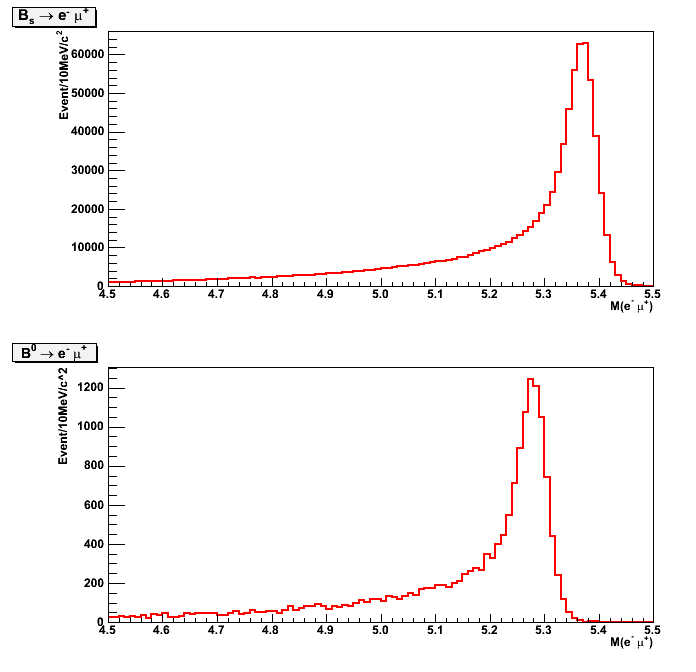 Bs → e- μ+
Event/10MeV/c2
60000
50000
40000
30000
20000
10000
0
4.5 4.6 4.7 4.8 4.9 5.0 5.1 5.2 5.3 5.4 5.5
M(e- μ+)
B0 → e- μ+
Event/10MeV/c^2
1200
1000
800
600
400
200
0
4.5 4.6 4.7 4.8 4.9 5.0 5.1 5.2 5.3 5.4 5.5
M(e- μ+)